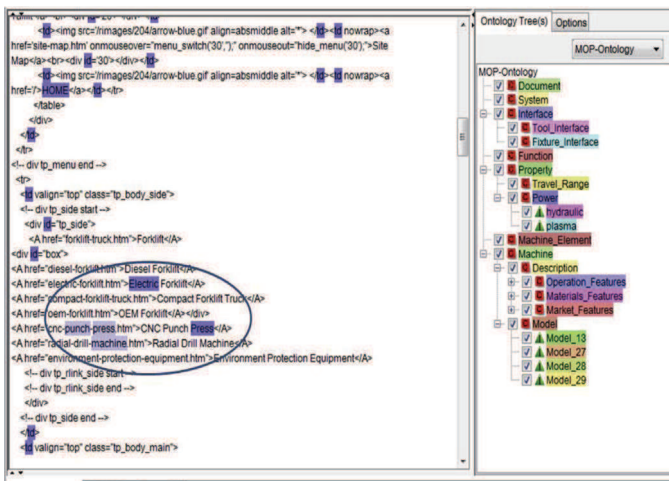 <td><img src='/rimages/204/arrow-blue.gif' align=absmiddle alt='*'> </td><td nowrap><a
href='site-map.htm' onmouseover="menu_switch('30','');" onmouseout="hide_menu('30');">Site
Map</a><br><div id='30'></div></td>
<td><img src='/rimages/204/arrow-blue.gif' align=absmiddle alt='*'> </td><td nowrap><a
href='/'>HOME</a></td></tr>
</table>
</div>
</td>
</tr>
<!-- div tp_menu end -->
<tr>
<td valign="top" class="tp_body_side">
<!-- div tp_side start -->
<div id="tp_side">
<A href="forklift-truck.htm">Forklift</A>
<div id="box">
<A href="diesel-forklift.htm">Diesel Forklift</A>
<A href="electric-forklift.htm">Electric Forklift</A>
<A href="compact-forklift-truck.htm">Compact Forklift Truck</A>
<A href="oem-forklift.htm">OEM Forklift</A></div>
<A href="cnc-punch-press.htm">CNC Punch Press</A>
<A href="radial-drill-machine.htm">Radial Drill Machine</A>
<A href="environment-protection-equipment.htm">Environment Protection Equipment</A>
<!-- div tp_rlink_side start -->
<!-- div tp_rlink_side end -->
</div>
<!-- div tp_side end -->
</td>
<td valign="top" class="tp_body_main">
Ontology Tree(s) Options
MOP-Ontology
MOP-Ontology
C Document
C System
C Interface
C Tool_Interface
C Fixture_Interface
C Function
C Property
C Travel_Range
C Power
hydraulic
plasma
C Machine_Element
C Machine
C Description
C Operation_Features
C Materials_Features
C Market_Features
C Model
Model_13
Model_27
Model_28
Model_29